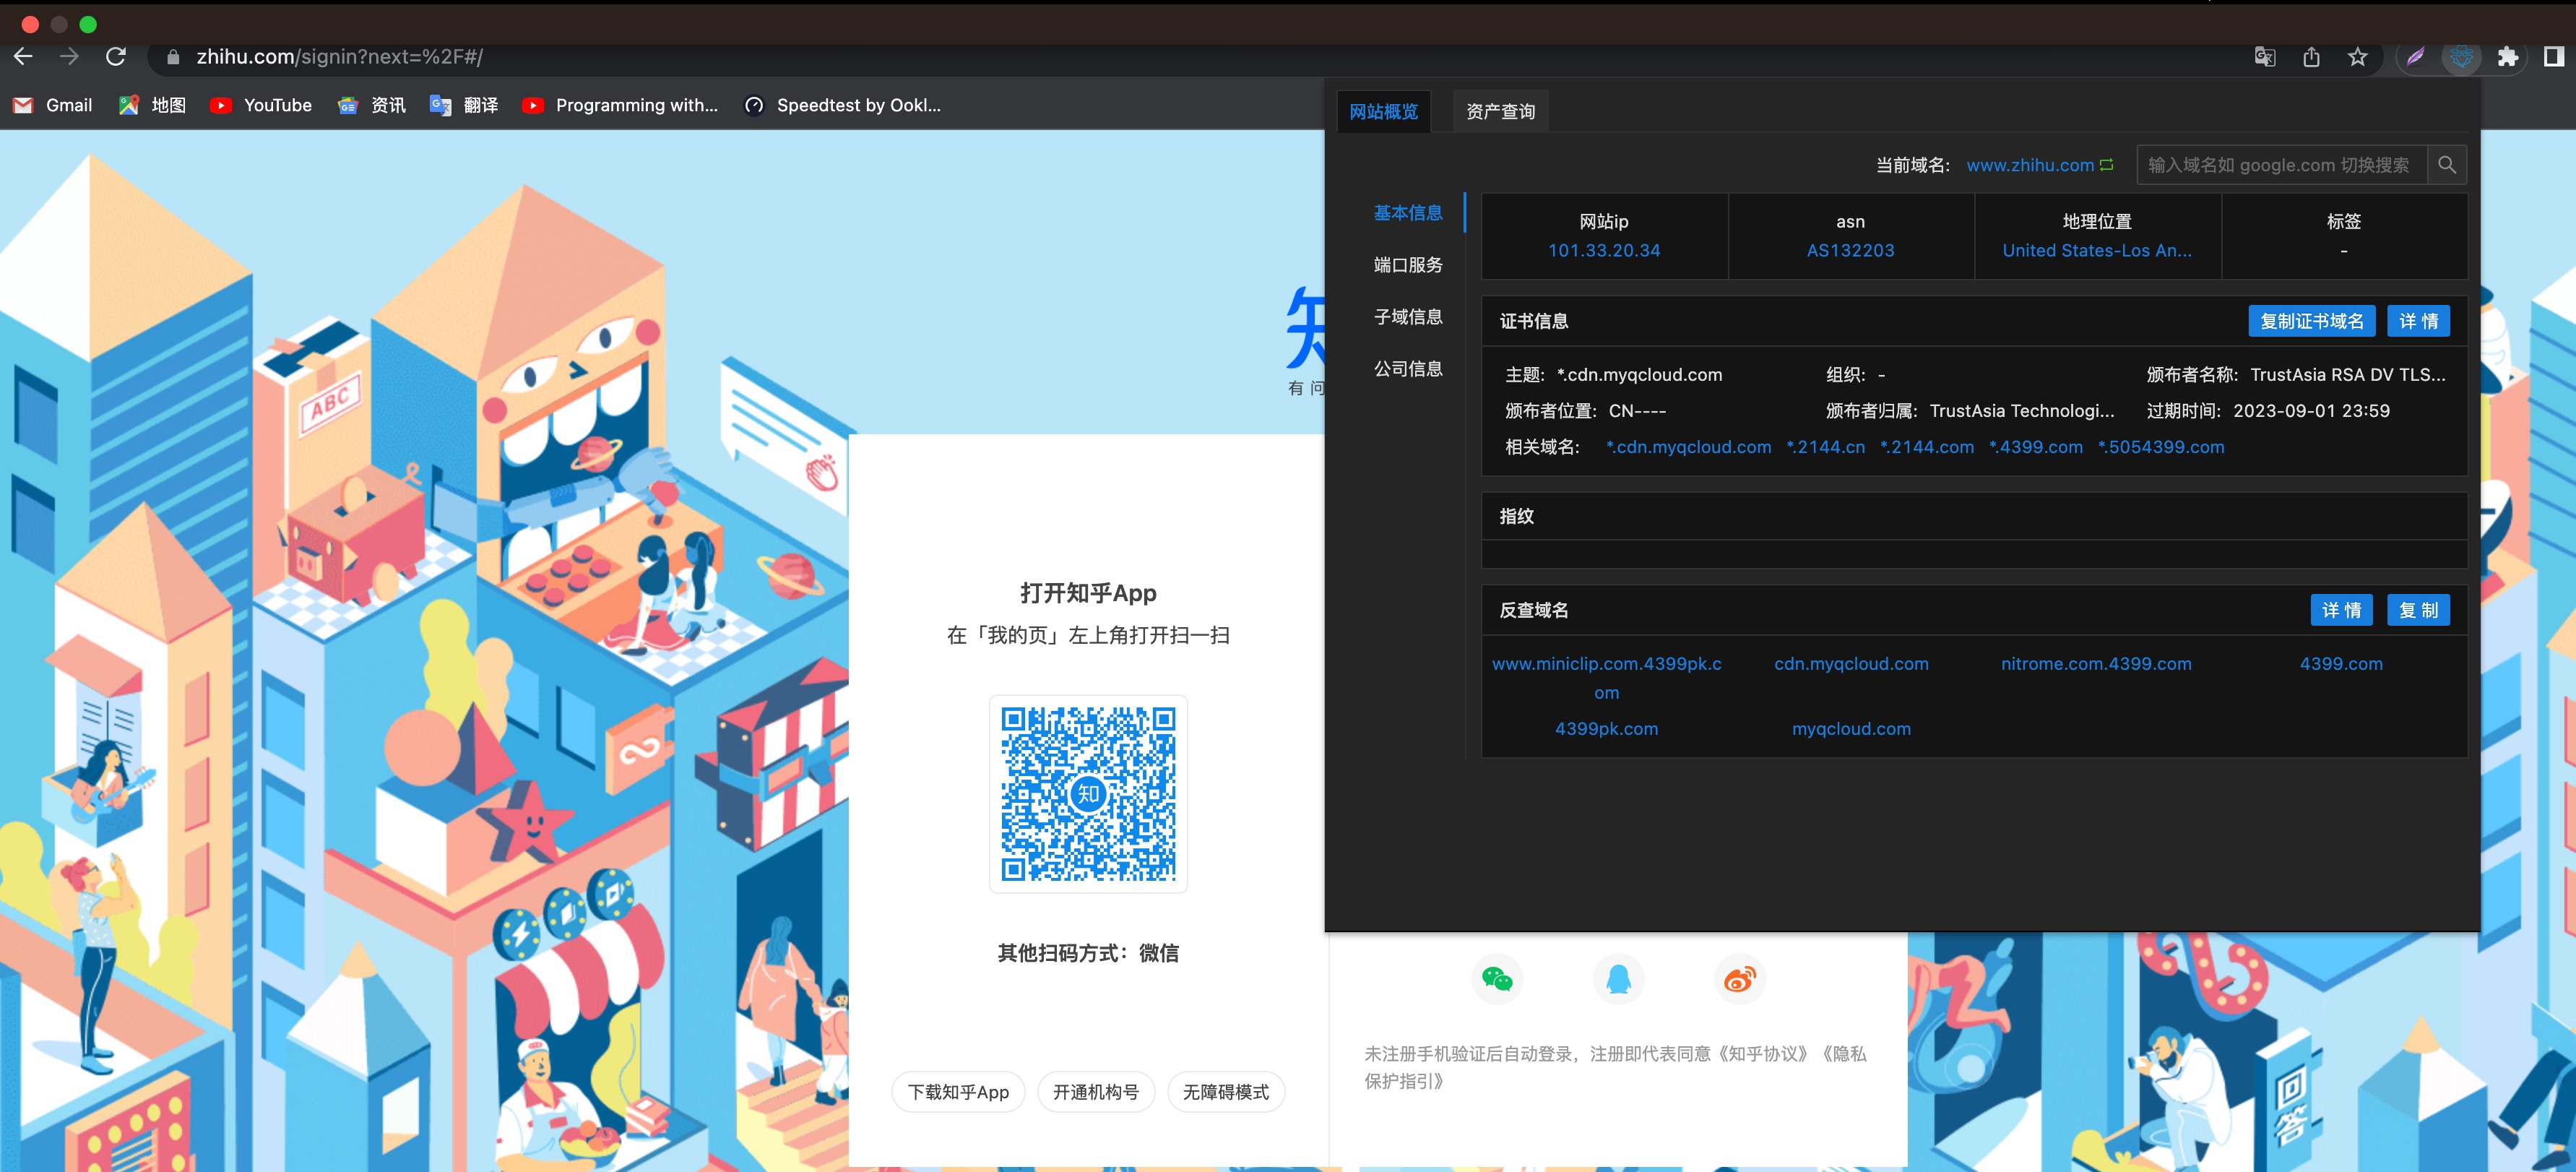 zhihu.com/signin?next=%2F#/
Gmail 地图 YouTube 资讯 翻译 Programming with... Speedtest by Ookl...
ABC
有问
打开知乎App
在「我的页」左上角打开扫一扫
知
其他扫码方式：微信
下载知乎App 开通机构号 无障碍模式
网站概览 资产查询
当前域名: www.zhihu.com 输入域名如 google.com 切换搜索
基本信息
端口服务
子域信息
公司信息
网站ip asn 地理位置 标签
101.33.20.34 AS132203 United States-Los An... -
证书信息 复制证书域名 详 情
主题: *.cdn.myqcloud.com 组织: - 颁布者名称: TrustAsia RSA DV TLS...
颁布者位置: CN---- 颁布者归属: TrustAsia Technologi... 过期时间: 2023-09-01 23:59
相关域名: *.cdn.myqcloud.com *.2144.cn *.2144.com *.4399.com *.5054399.com
指纹
反查域名 详 情 复 制
www.miniclip.com.4399pk.c cdn.myqcloud.com nitrome.com.4399.com 4399.com
om
4399pk.com myqcloud.com
未注册手机验证后自动登录，注册即代表同意《知乎协议》《隐私
保护指引》
回答